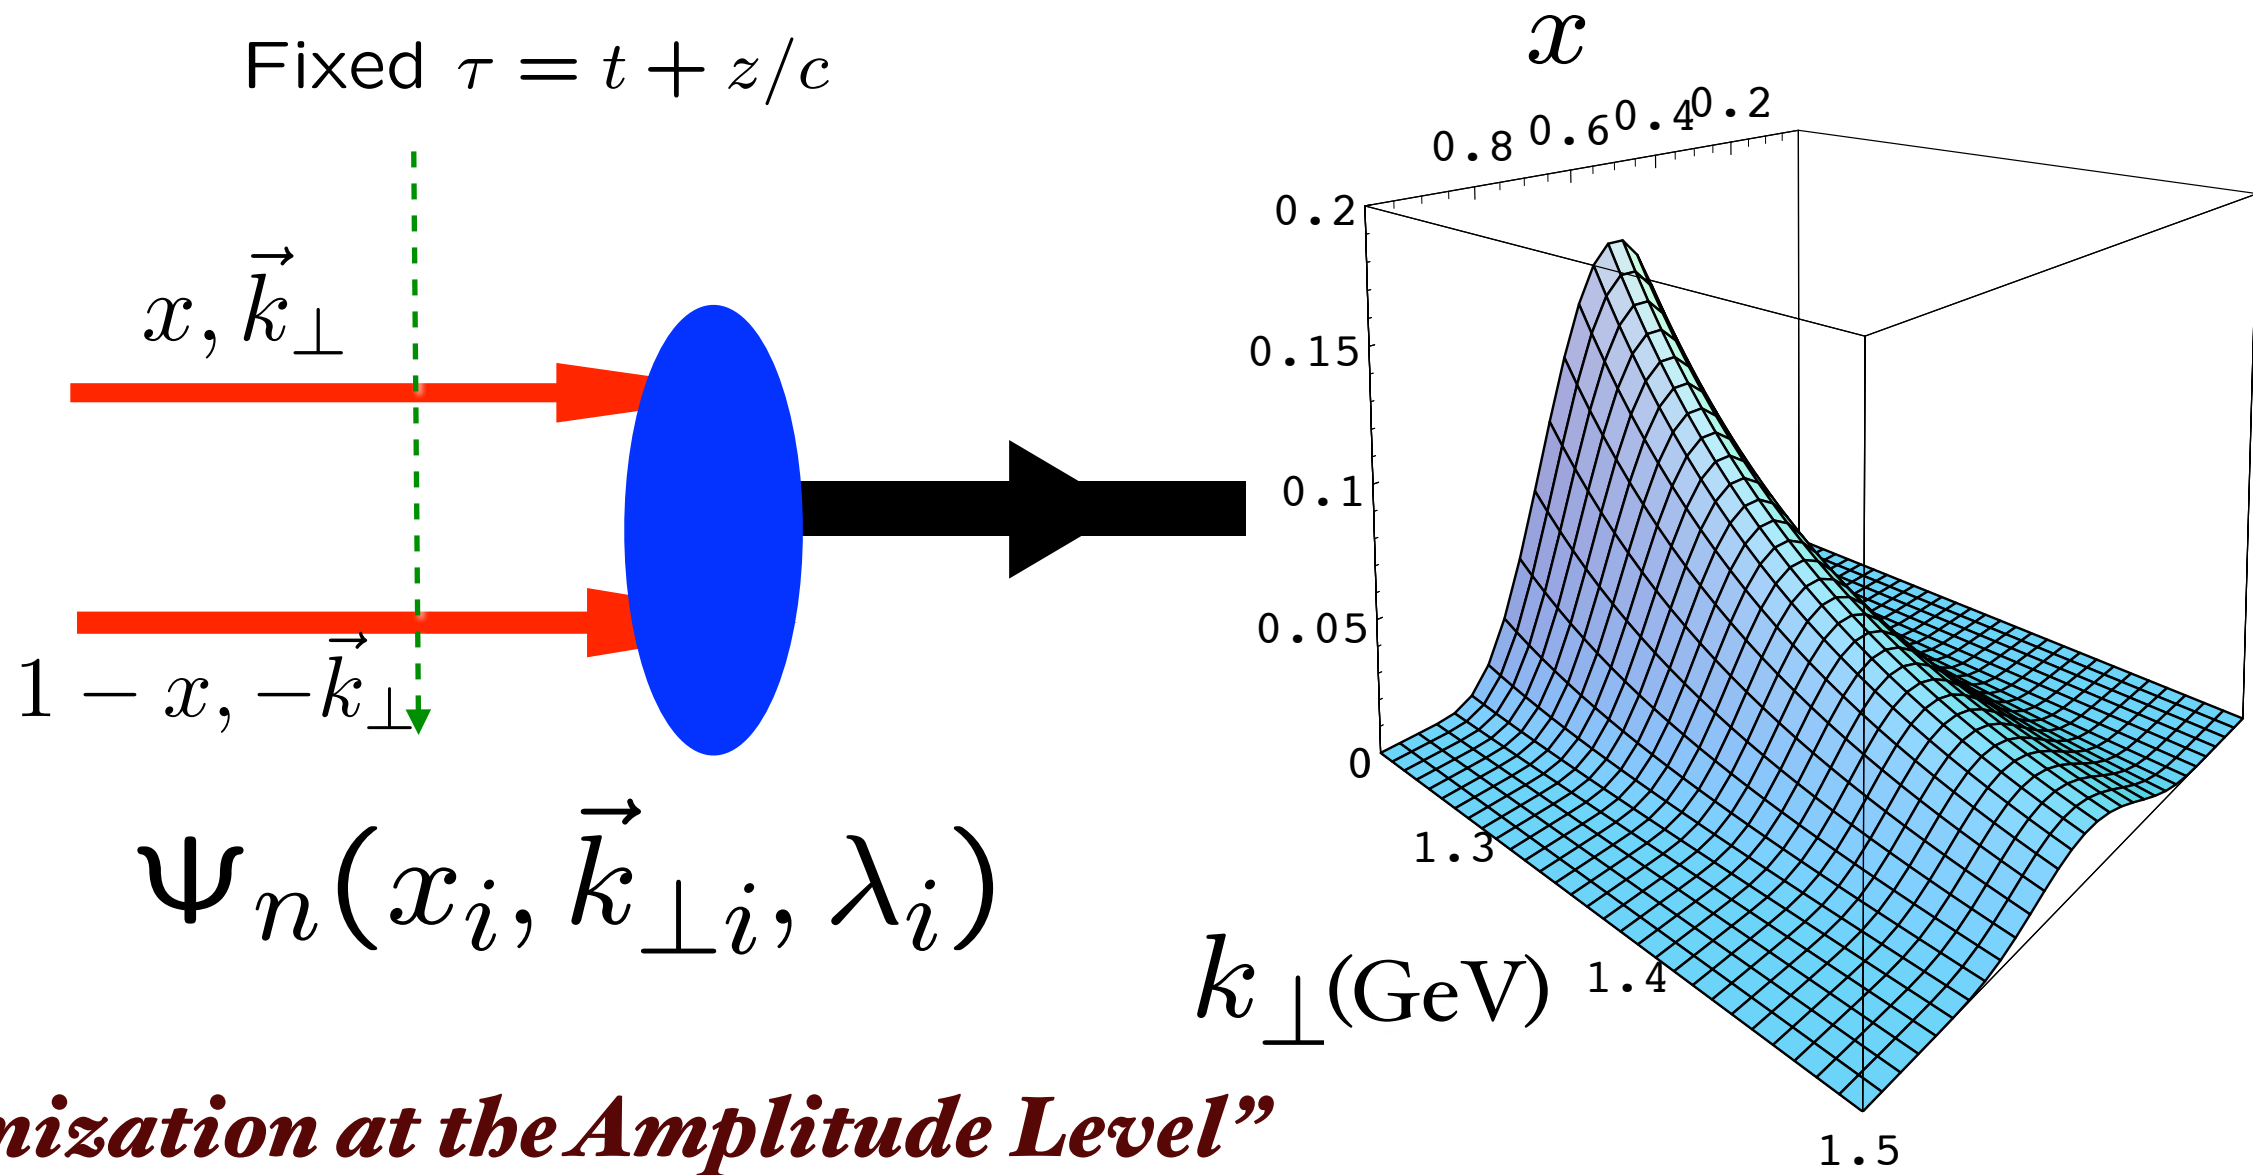 Fixed τ = t + z/c
x, k⃗⊥
1 − x, −k⃗⊥
Ψₙ(xᵢ, k⃗⊥ᵢ, λᵢ)
nization at the Amplitude Level”
x
0.8 0.6 0.4 0.2
0.2
0.15
0.1
0.05
0
1.3
k⊥(GeV) 1.4
1.5